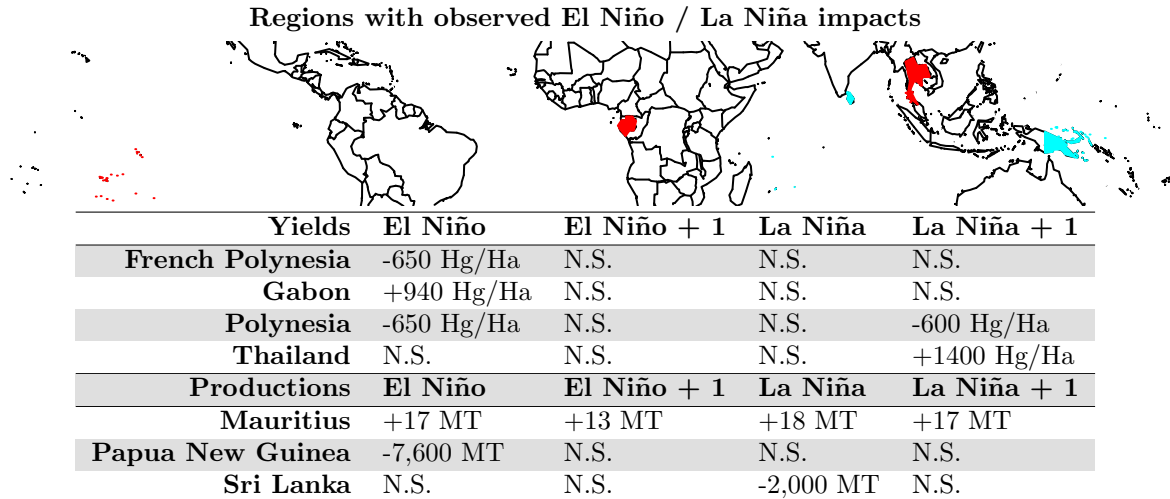 Regions with observed El Niño / La Niña impacts
Yields El Niño El Niño + 1 La Niña La Niña + 1
French Polynesia -650 Hg/Ha N.S. N.S. N.S.
Gabon +940 Hg/Ha N.S. N.S. N.S.
Polynesia -650 Hg/Ha N.S. N.S. -600 Hg/Ha
Thailand N.S. N.S. N.S. +1400 Hg/Ha
Productions El Niño El Niño + 1 La Niña La Niña + 1
Mauritius +17 MT +13 MT +18 MT +17 MT
Papua New Guinea -7,600 MT N.S. N.S. N.S.
Sri Lanka N.S. N.S. -2,000 MT N.S.